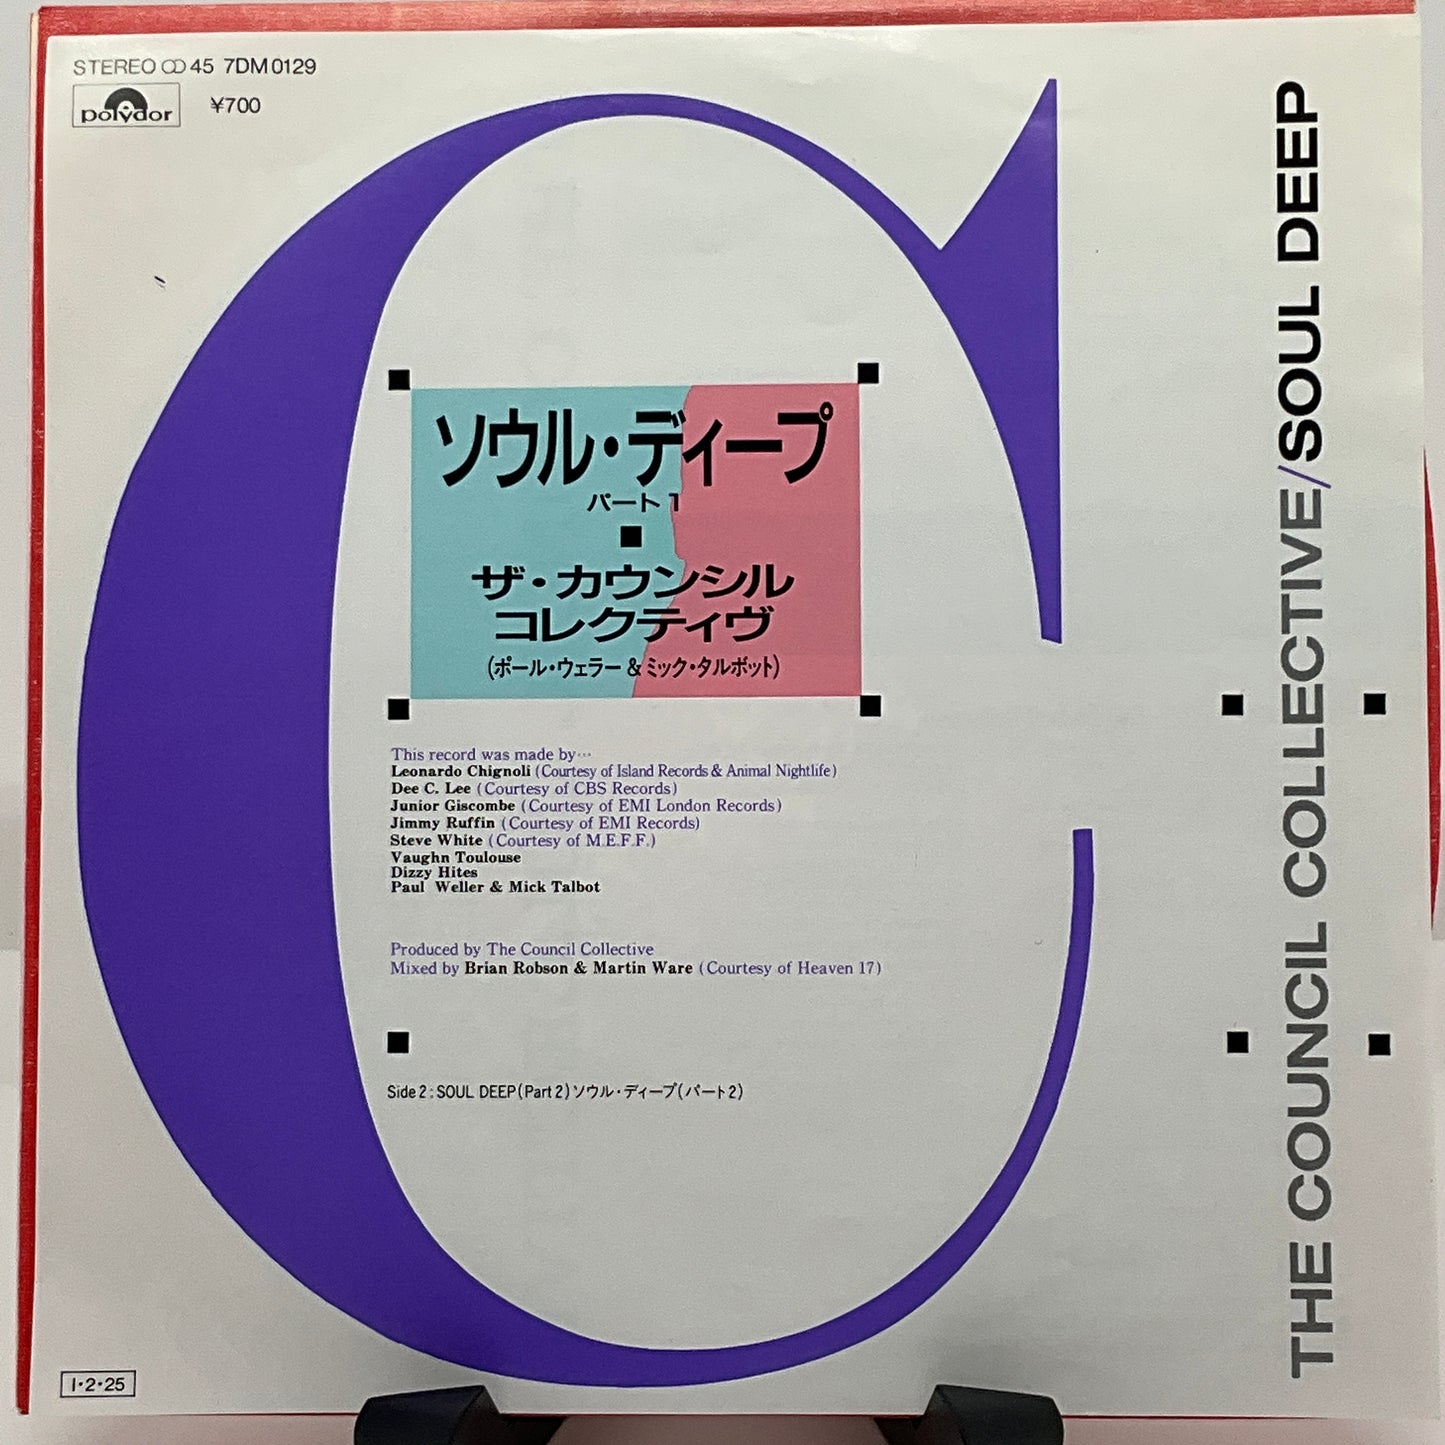 STEREO ↀ 45 7DM0129
polydor ¥700
ソウル・ディープ
パート 1
ザ・カウンシル
コレクティヴ
(ポール・ウェラー & ミック・タルボット)
This record was made by…
Leonardo Chignoli (Courtesy of Island Records & Animal Nightlife)
Dee C. Lee (Courtesy of CBS Records)
Junior Giscombe (Courtesy of EMI London Records)
Jimmy Ruffin (Courtesy of EMI Records)
Steve White (Courtesy of M.E.F.F.)
Vaughn Toulouse
Dizzy Hites
Paul Weller & Mick Talbot
Produced by The Council Collective
Mixed by Brian Robson & Martin Ware (Courtesy of Heaven 17)
Side 2 : SOUL DEEP (Part 2) ソウル・ディープ(パート2)
THE COUNCIL COLLECTIVE/SOUL DEEP
I・2・25
C